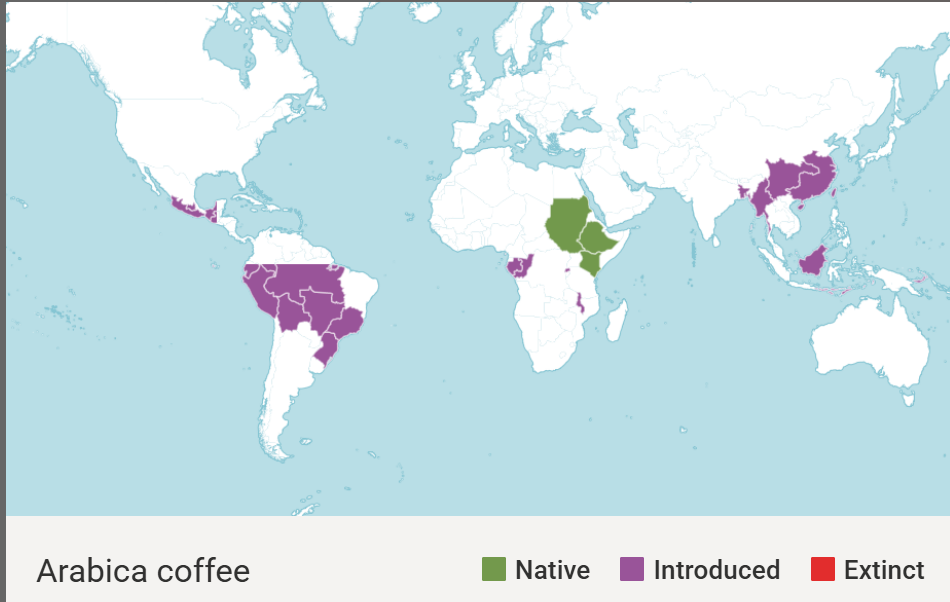 Arabica coffee
Native
Introduced
Extinct